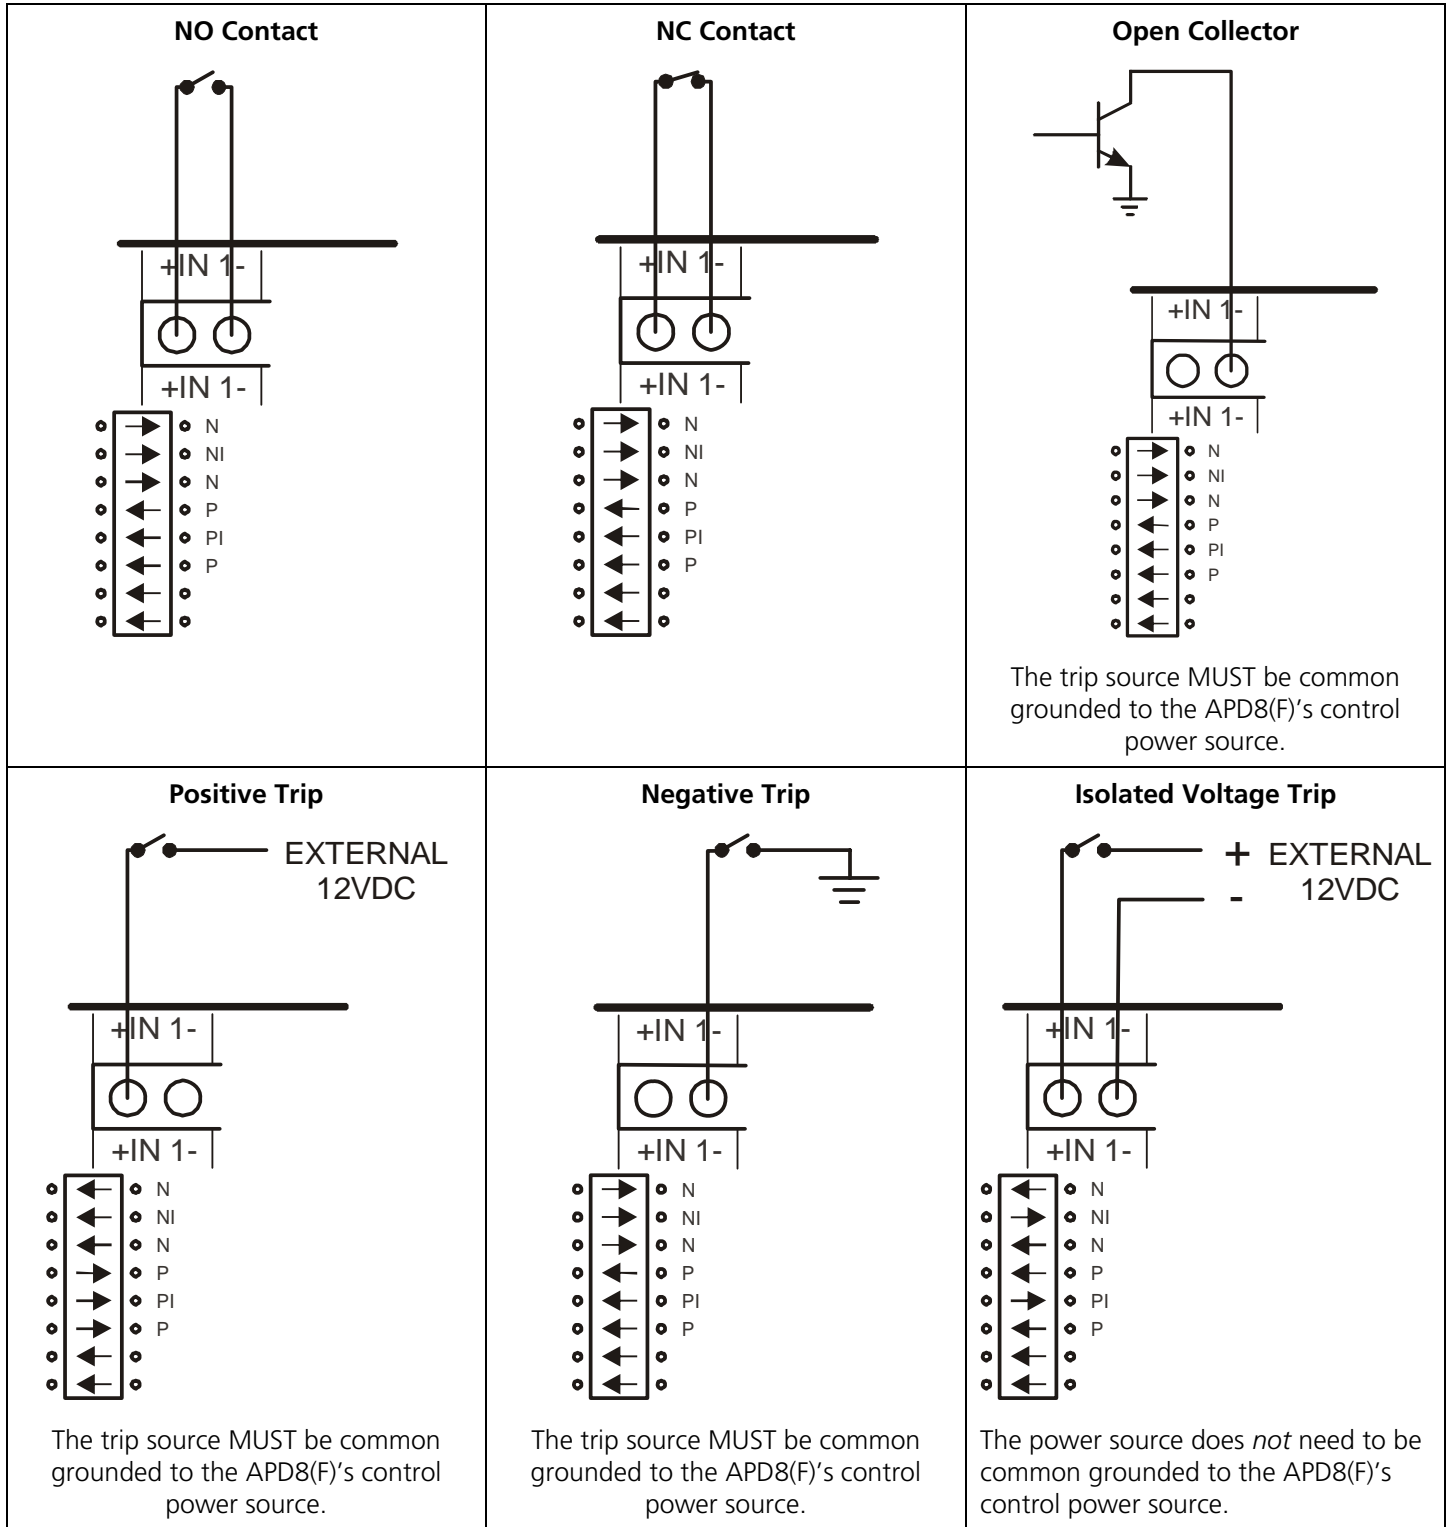 NO Contact
+IN 1-
+IN 1-
N
NI
N
P
PI
P
NC Contact
+IN 1-
+IN 1-
N
NI
N
P
PI
P
Open Collector
+IN 1-
+IN 1-
N
NI
N
P
PI
P
The trip source MUST be common
grounded to the APD8(F)'s control
power source.
Positive Trip
EXTERNAL
12VDC
+IN 1-
+IN 1-
N
NI
N
P
PI
P
The trip source MUST be common
grounded to the APD8(F)'s control
power source.
Negative Trip
+IN 1-
+IN 1-
N
NI
N
P
PI
P
The trip source MUST be common
grounded to the APD8(F)'s control
power source.
Isolated Voltage Trip
+ EXTERNAL
- 12VDC
+IN 1-
+IN 1-
N
NI
N
P
PI
P
The power source does not need to be
common grounded to the APD8(F)'s
control power source.